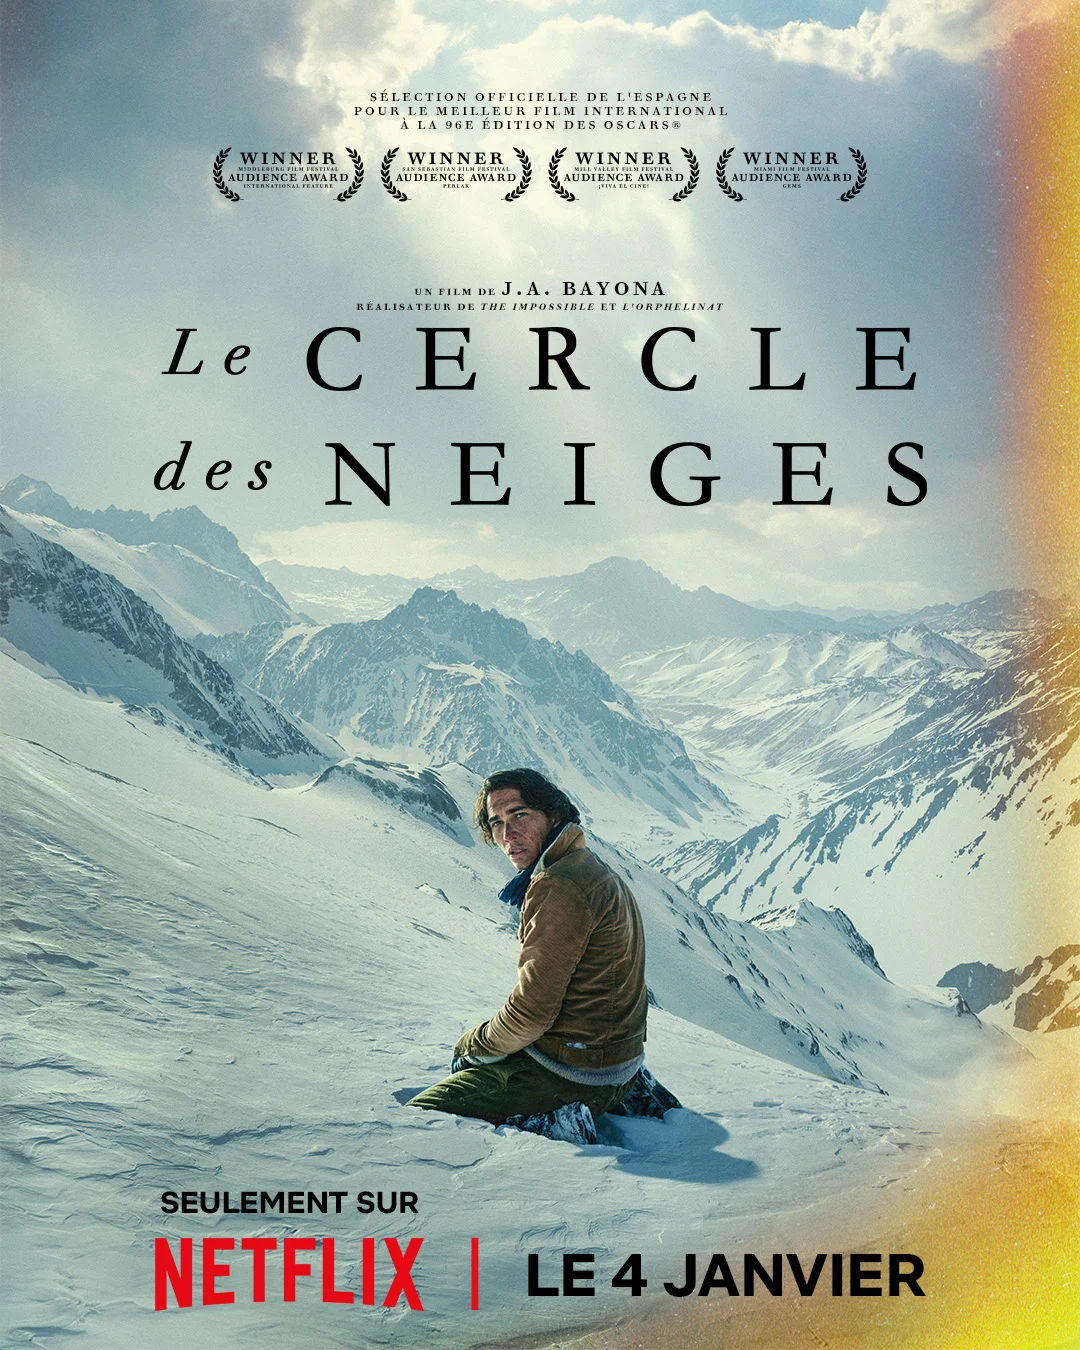 SÉLECTION OFFICIELLE DE L'ESPAGNE
POUR LE MEILLEUR FILM INTERNATIONAL
À LA 96E ÉDITION DES OSCARS®
WINNER
MIDDLEBURG FILM FESTIVAL
AUDIENCE AWARD
INTERNATIONAL FEATURE
WINNER
SAN SEBASTIAN FILM FESTIVAL
AUDIENCE AWARD
PERLAK
WINNER
MILL VALLEY FILM FESTIVAL
AUDIENCE AWARD
¡VIVA EL CINE!
WINNER
MIAMI FILM FESTIVAL
AUDIENCE AWARD
GEMS
UN FILM DE J.A. BAYONA
RÉALISATEUR DE THE IMPOSSIBLE ET L'ORPHELINAT
Le CERCLE
des NEIGES
SEULEMENT SUR
NETFLIX | LE 4 JANVIER